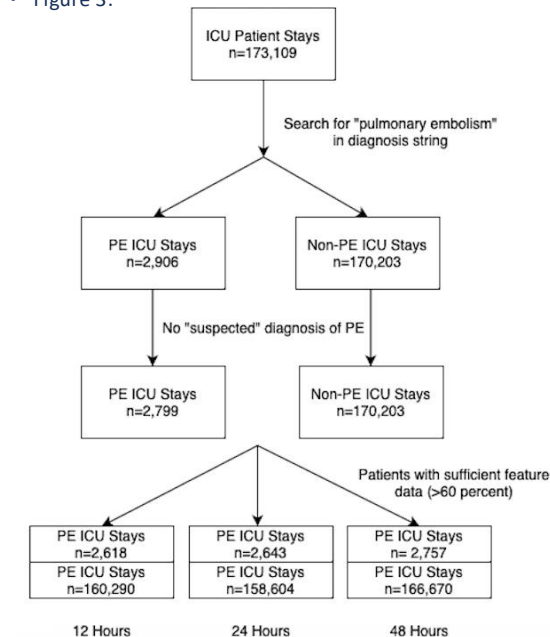 • Figure 3.
ICU Patient Stays
n=173,109
Search for "pulmonary embolism"
in diagnosis string
PE ICU Stays
n=2,906
Non-PE ICU Stays
n=170,203
No "suspected" diagnosis of PE
PE ICU Stays
n=2,799
Non-PE ICU Stays
n=170,203
Patients with sufficient feature
data (>60 percent)
PE ICU Stays
n=2,618
PE ICU Stays
n=160,290
PE ICU Stays
n=2,643
PE ICU Stays
n=158,604
PE ICU Stays
n= 2,757
PE ICU Stays
n=166,670
12 Hours
24 Hours
48 Hours